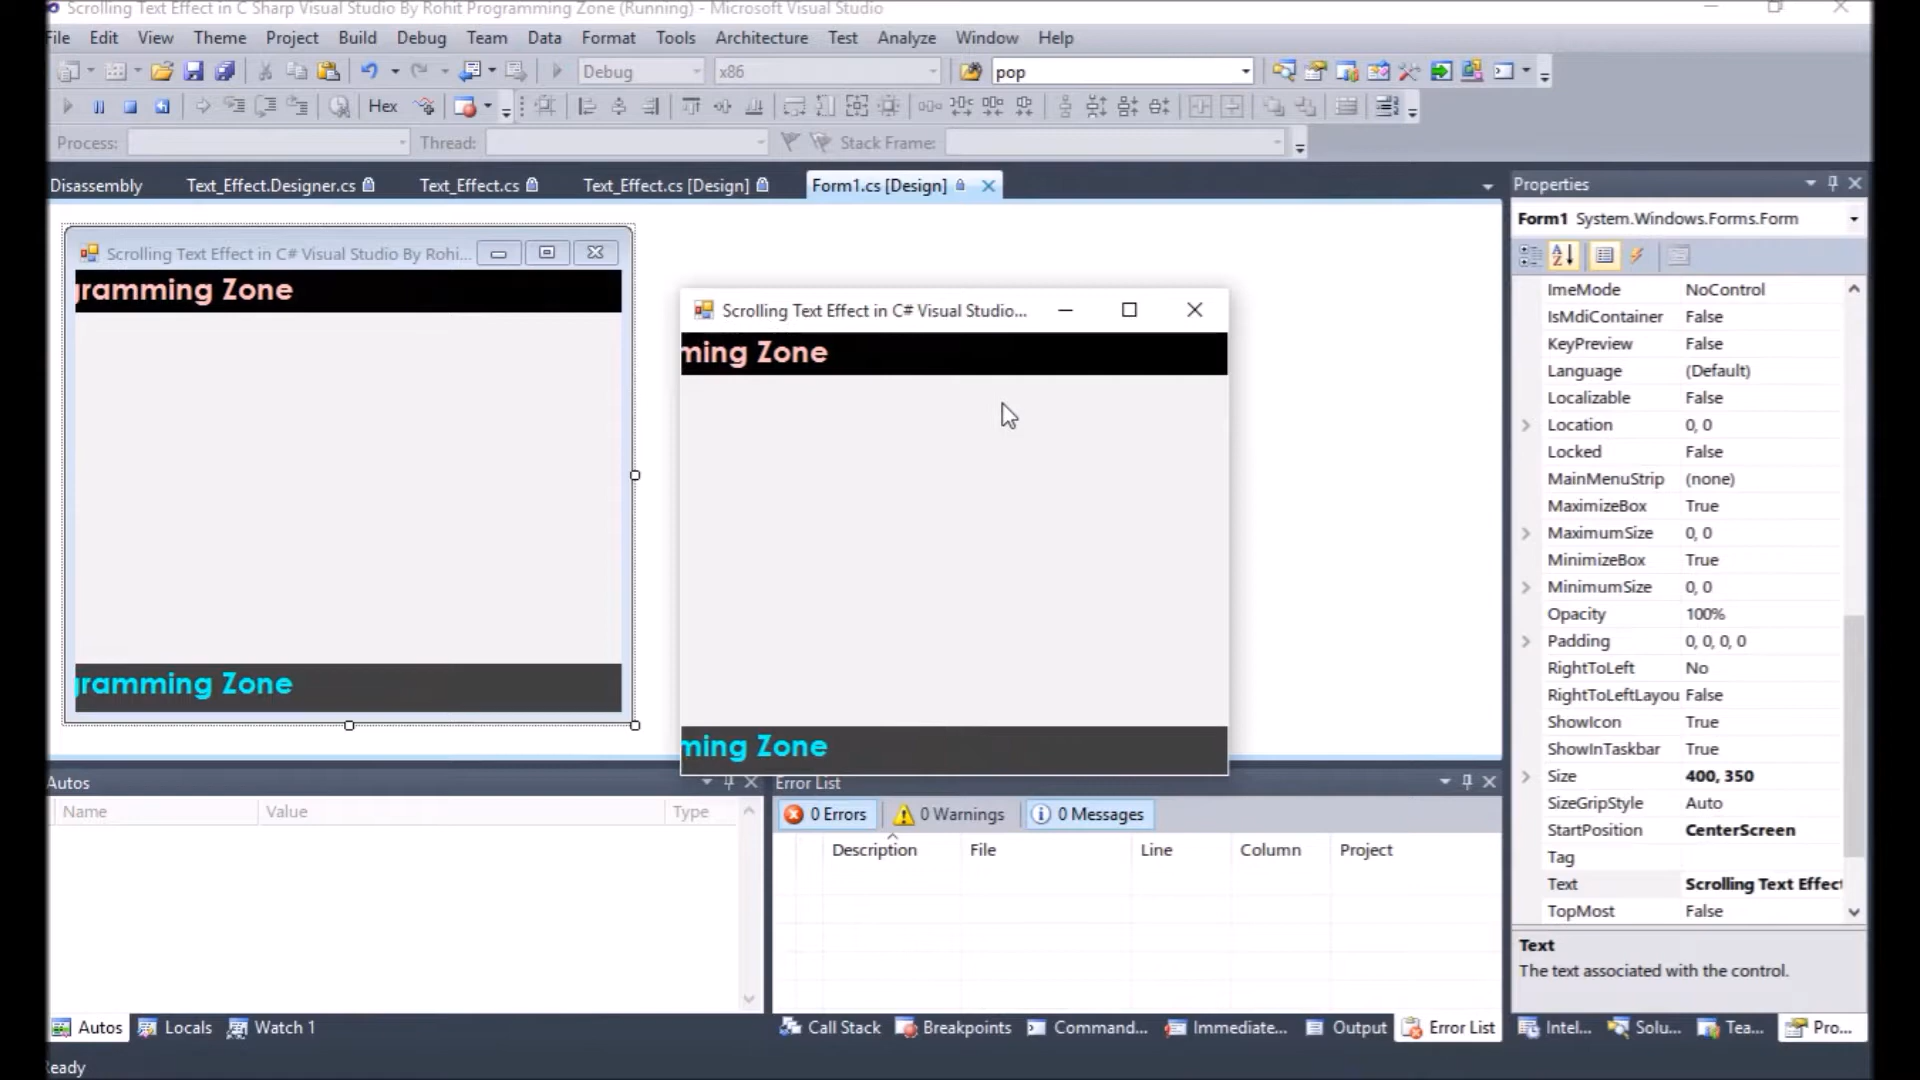 Scrolling Text Effect in C Sharp Visual Studio By Rohit Programming Zone (Running) - Microsoft Visual Studio
File Edit View Theme Project Build Debug Team Data Format Tools Architecture Test Analyze Window Help
Debug x86 pop
Hex
Process: Thread: Stack Frame:
Disassembly Text_Effect.Designer.cs Text_Effect.cs Text_Effect.cs [Design] Form1.cs [Design]
Scrolling Text Effect in C# Visual Studio By Rohi...
gramming Zone
gramming Zone
Scrolling Text Effect in C# Visual Studio...
ming Zone
ming Zone
Properties
Form1 System.Windows.Forms.Form
ImeMode NoControl
IsMdiContainer False
KeyPreview False
Language (Default)
Localizable False
Location 0, 0
Locked False
MainMenuStrip (none)
MaximizeBox True
MaximumSize 0, 0
MinimizeBox True
MinimumSize 0, 0
Opacity 100%
Padding 0, 0, 0, 0
RightToLeft No
RightToLeftLayou False
ShowIcon True
ShowInTaskbar True
Size 400, 350
SizeGripStyle Auto
StartPosition CenterScreen
Tag
Text Scrolling Text Effect
TopMost False
Text
The text associated with the control.
Autos
Name Value Type
Error List
0 Errors 0 Warnings 0 Messages
Description File Line Column Project
Autos Locals Watch 1
Call Stack Breakpoints Command... Immediate... Output Error List
Intel... Solu... Tea... Pro...
Ready